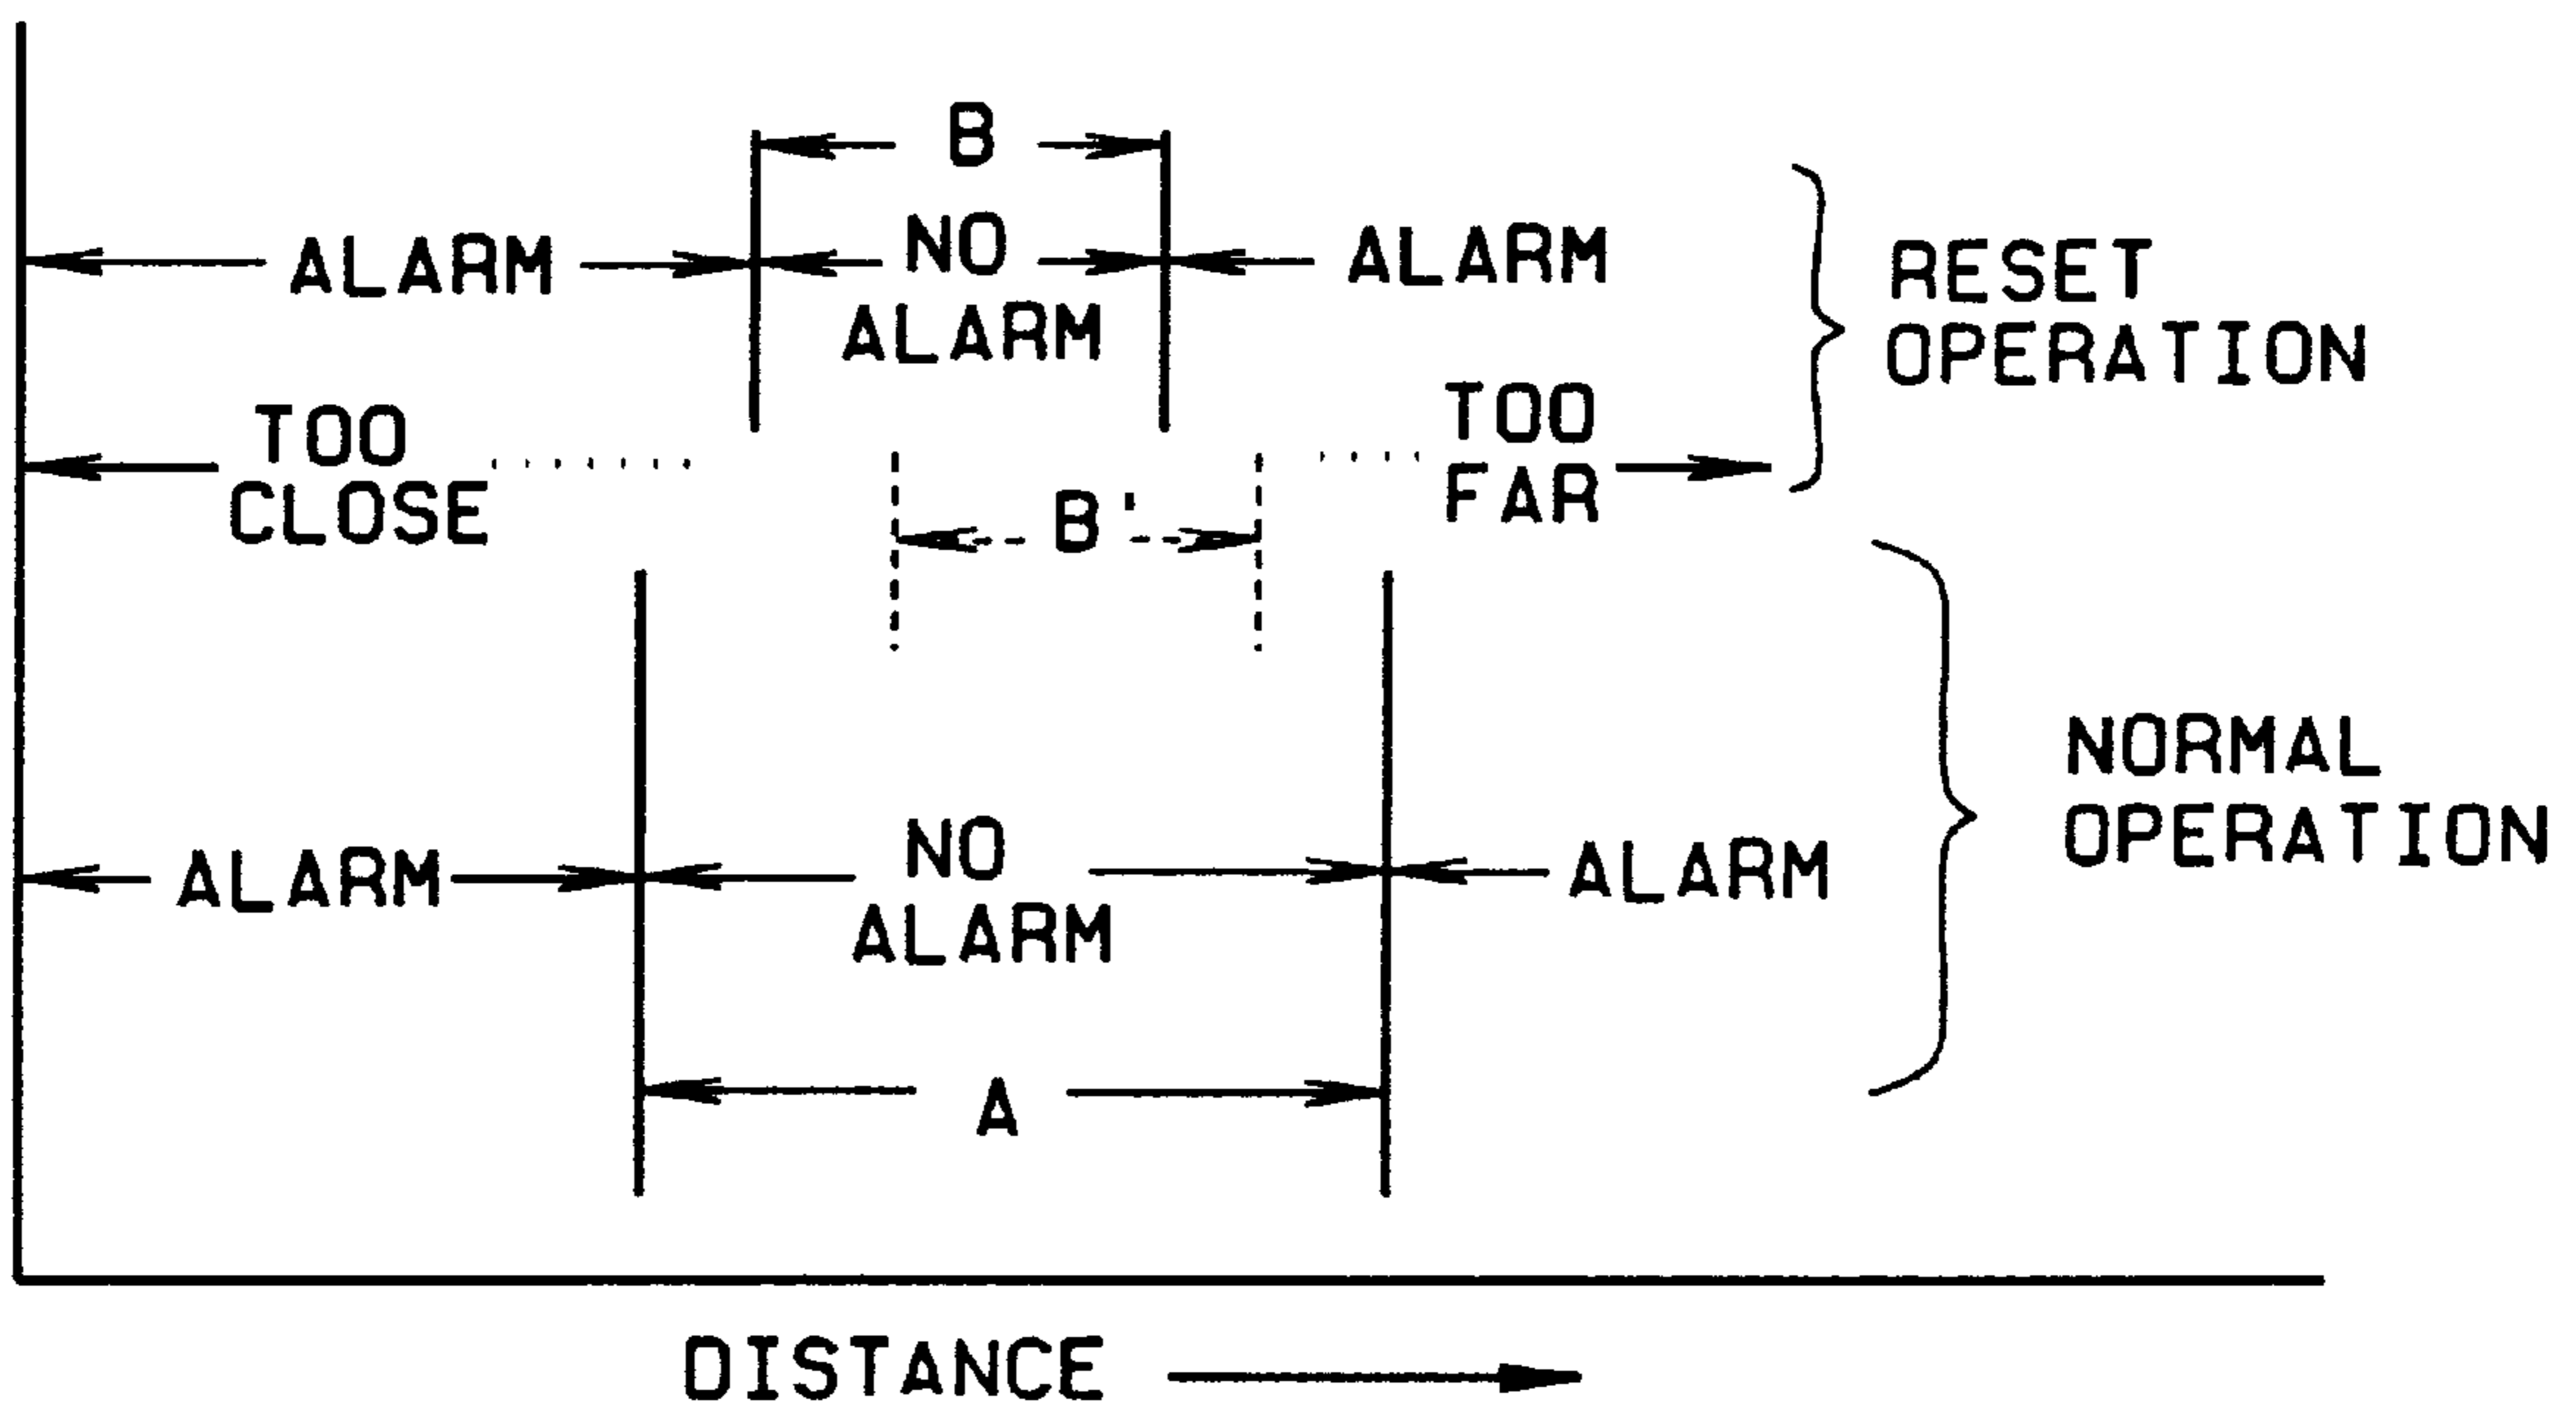 B
ALARM
NO
ALARM
ALARM
RESET
OPERATION
TOO
CLOSE
TOO
FAR
B'
NORMAL
OPERATION
ALARM
NO
ALARM
ALARM
A
DISTANCE